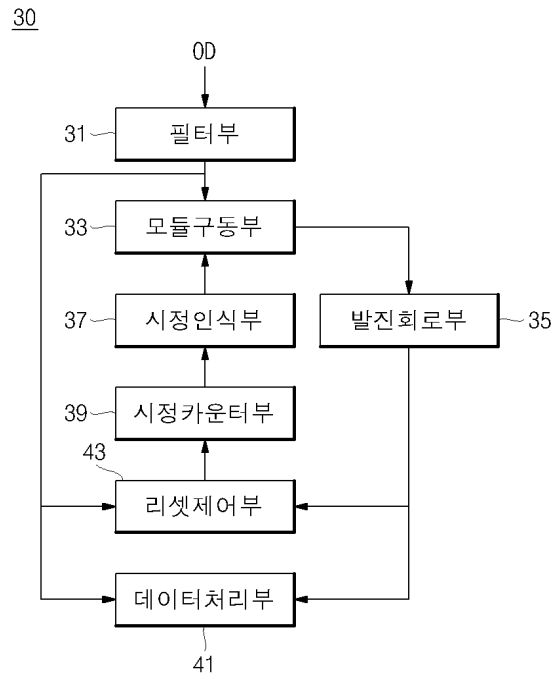 30
OD
31 필터부
33 모듈구동부
37 시정인식부
발진회로부 35
39 시정카운터부
43
리셋제어부
데이터처리부
41